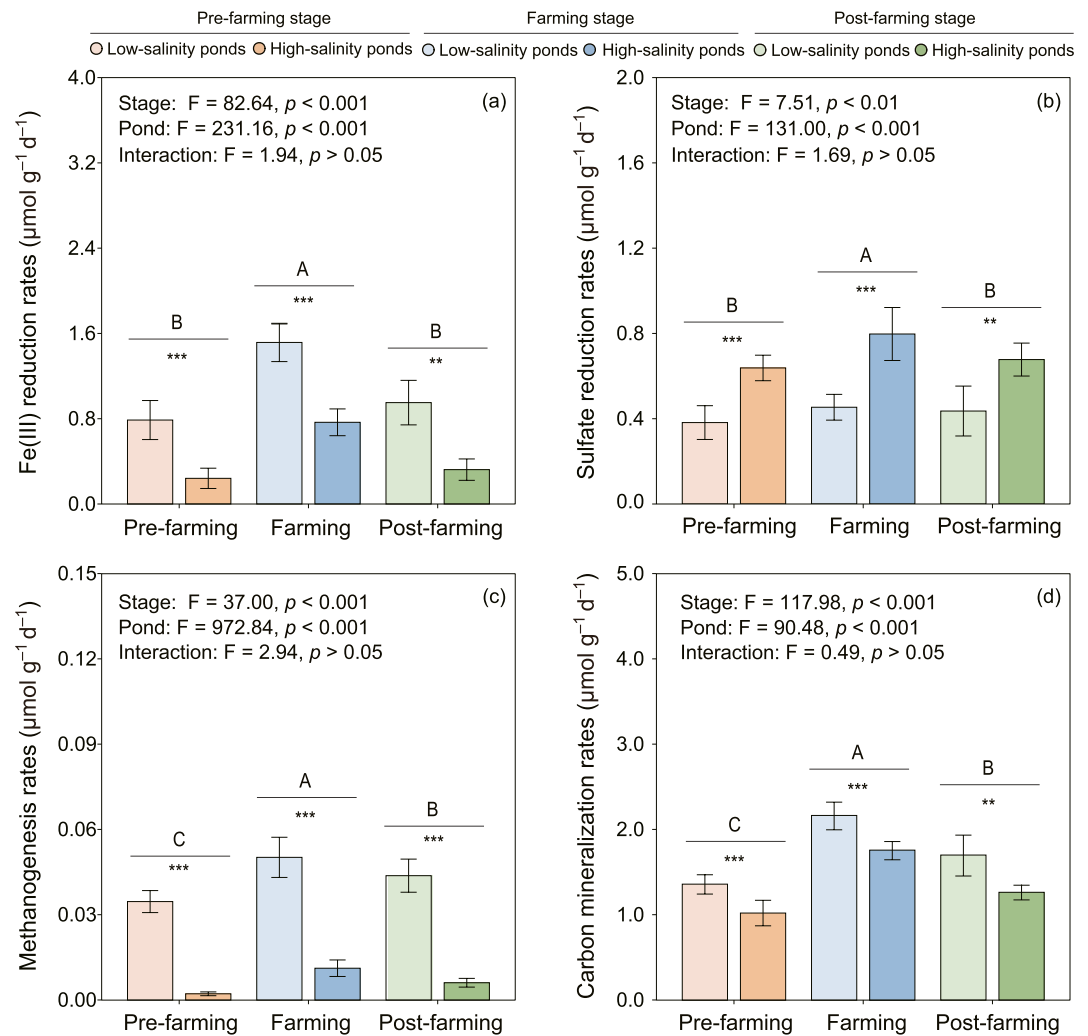 Pre-farming stage
Farming stage
Post-farming stage
Low-salinity ponds High-salinity ponds Low-salinity ponds High-salinity ponds Low-salinity ponds High-salinity ponds
Fe(III) reduction rates (μmol g⁻¹ d⁻¹)
4.0
3.2
2.4
1.6
0.8
0.0
Stage: F = 82.64, p < 0.001
Pond: F = 231.16, p < 0.001
Interaction: F = 1.94, p > 0.05
(a)
B
***
A
***
B
**
Pre-farming Farming Post-farming
Sulfate reduction rates (μmol g⁻¹ d⁻¹)
2.0
1.6
1.2
0.8
0.4
0.0
Stage: F = 7.51, p < 0.01
Pond: F = 131.00, p < 0.001
Interaction: F = 1.69, p > 0.05
(b)
B
***
A
***
B
**
Pre-farming Farming Post-farming
Methanogenesis rates (μmol g⁻¹ d⁻¹)
0.15
0.12
0.09
0.06
0.03
0.00
Stage: F = 37.00, p < 0.001
Pond: F = 972.84, p < 0.001
Interaction: F = 2.94, p > 0.05
(c)
C
***
A
***
B
***
Pre-farming Farming Post-farming
Carbon mineralization rates (μmol g⁻¹ d⁻¹)
5.0
4.0
3.0
2.0
1.0
0.0
Stage: F = 117.98, p < 0.001
Pond: F = 90.48, p < 0.001
Interaction: F = 0.49, p > 0.05
(d)
C
***
A
***
B
**
Pre-farming Farming Post-farming